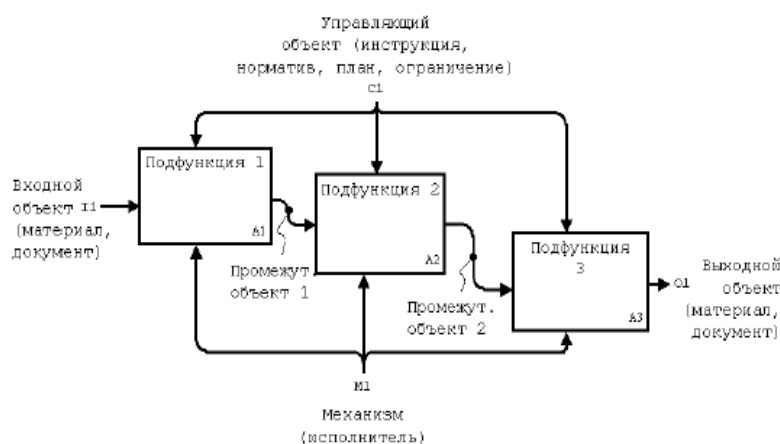 Управляющий
объект (инструкция,
норматив, план, ограничение)
C1
Подфункция 1
A1
Входной
объект I1
(материал,
документ)
Подфункция 2
A2
Промежут.
объект 1
Подфункция
3
A3
Промежут.
объект 2
O1
Выходной
объект
(материал,
документ)
M1
Механизм
(исполнитель)